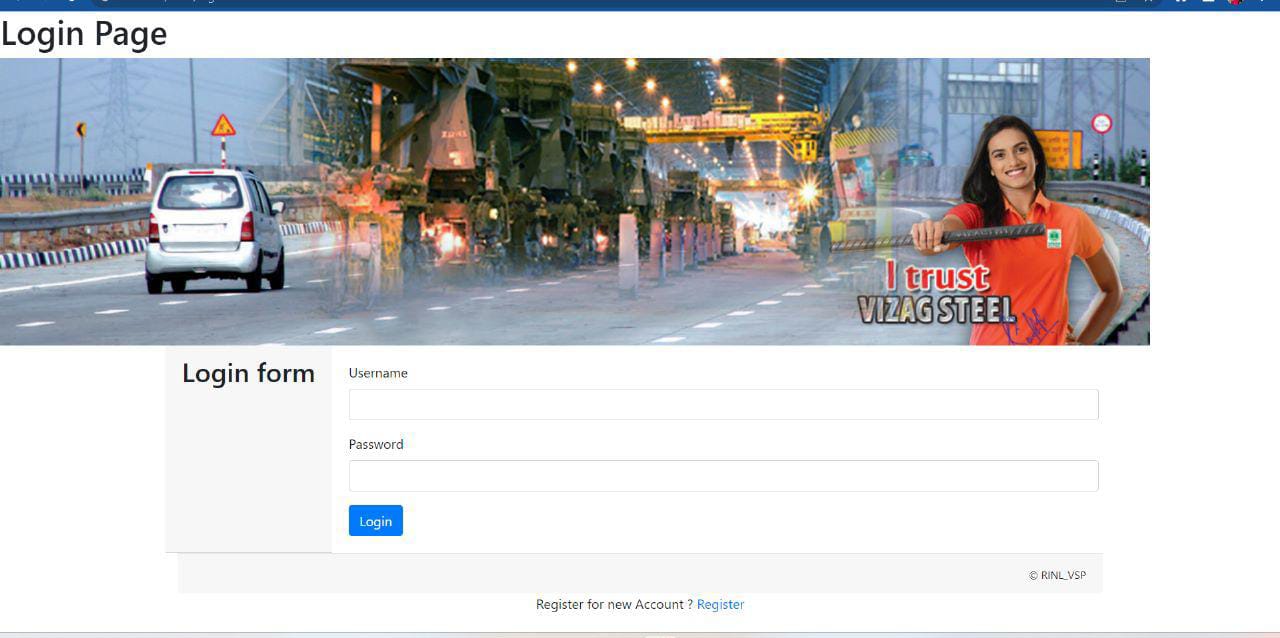 Login Page
I trust
VIZAG STEEL
Login form
Username
Password
Login
© RINL_VSP
Register for new Account ? Register